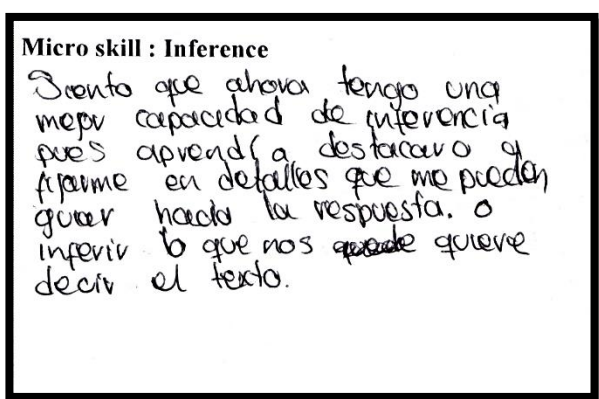 Micro skill : Inference
Siento que ahora tengo una
mejor capacidad de inferencia
pues aprendí a destacar o a
fijarme en detalles que me pueden
guiar hacia la respuesta. o
inferir lo que nos quiere
decir el texto.